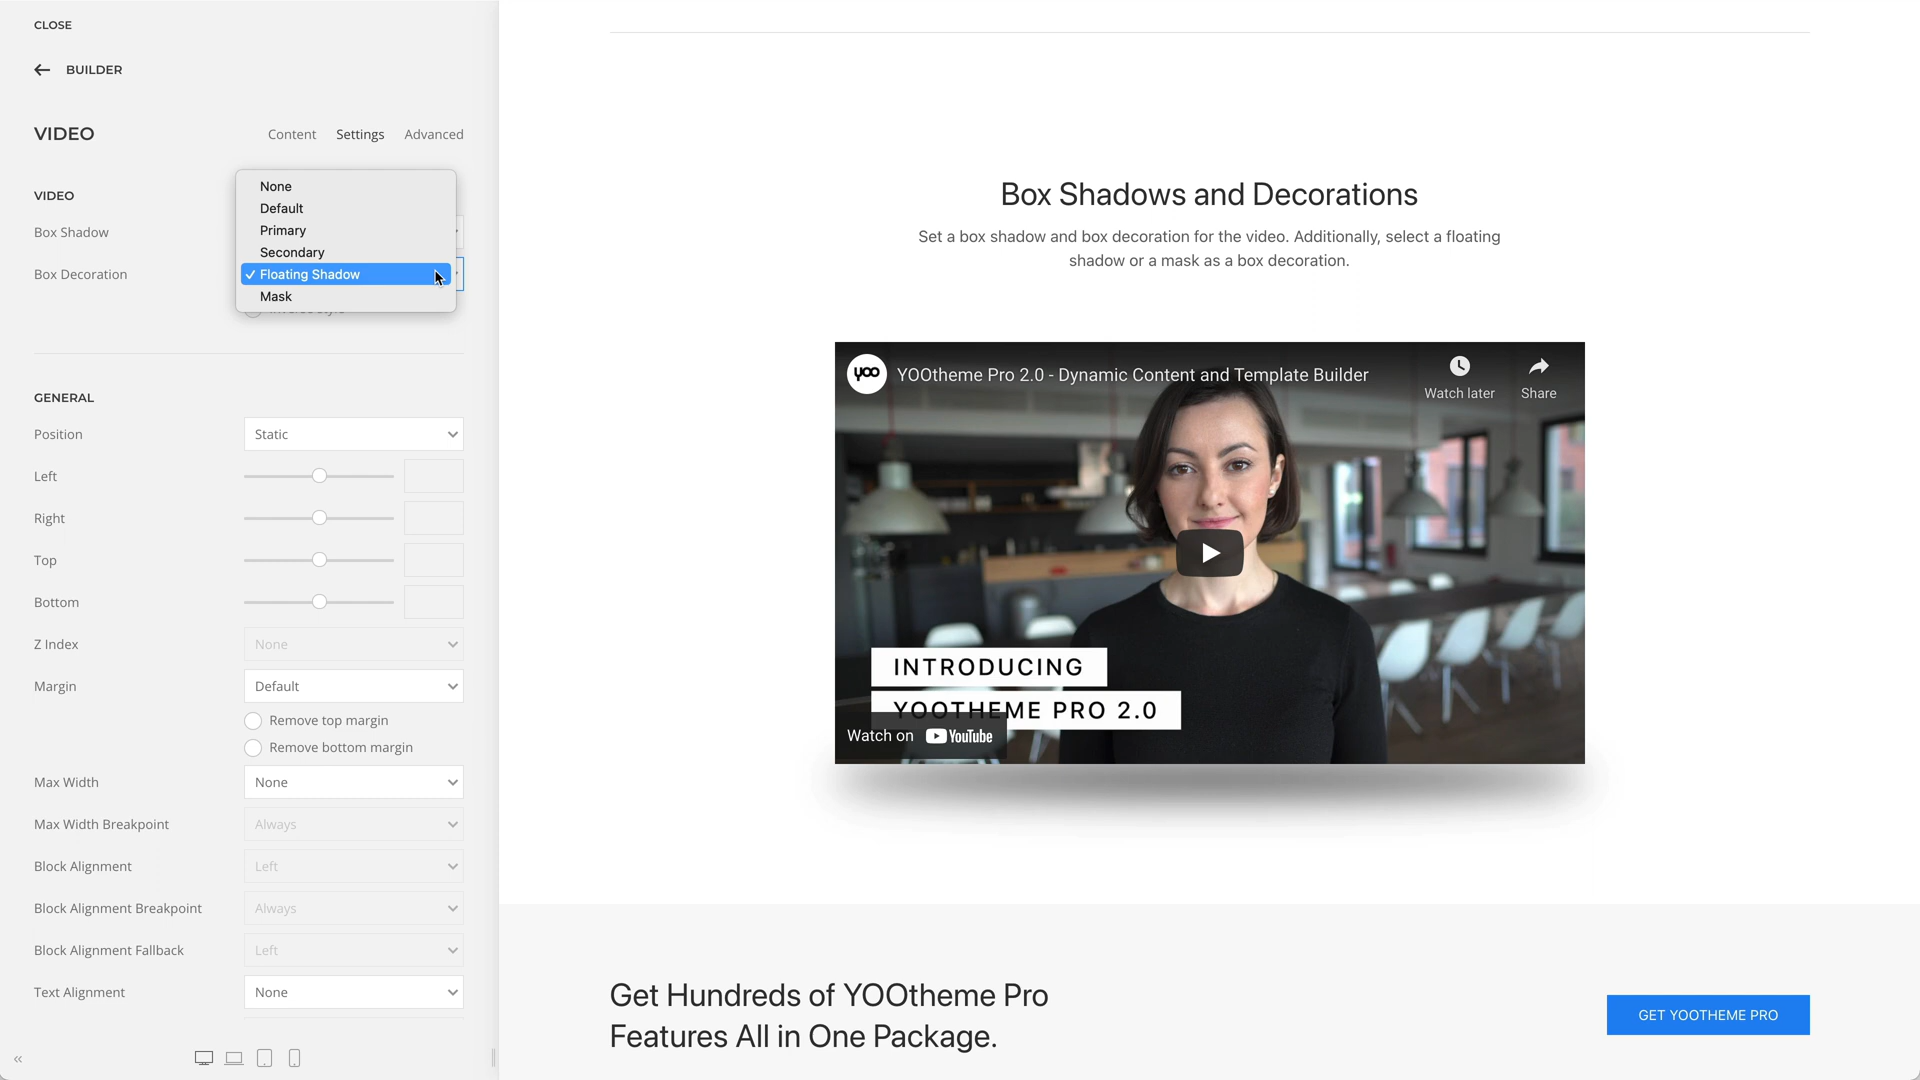 CLOSE
BUILDER
VIDEO
Content
Settings
Advanced
VIDEO
Box Shadow
Box Decoration
None
Default
Primary
Secondary
✓ Floating Shadow
Mask
GENERAL
Position
Static
Left
Right
Top
Bottom
Z Index
None
Margin
Default
Remove top margin
Remove bottom margin
Max Width
None
Max Width Breakpoint
Always
Block Alignment
Left
Block Alignment Breakpoint
Always
Block Alignment Fallback
Left
Text Alignment
None
Box Shadows and Decorations
Set a box shadow and box decoration for the video. Additionally, select a floating
shadow or a mask as a box decoration.
yoo
YOOtheme Pro 2.0 - Dynamic Content and Template Builder
Watch later
Share
INTRODUCING
YOOTHEME PRO 2.0
Watch on YouTube
Get Hundreds of YOOtheme Pro
Features All in One Package.
GET YOOTHEME PRO